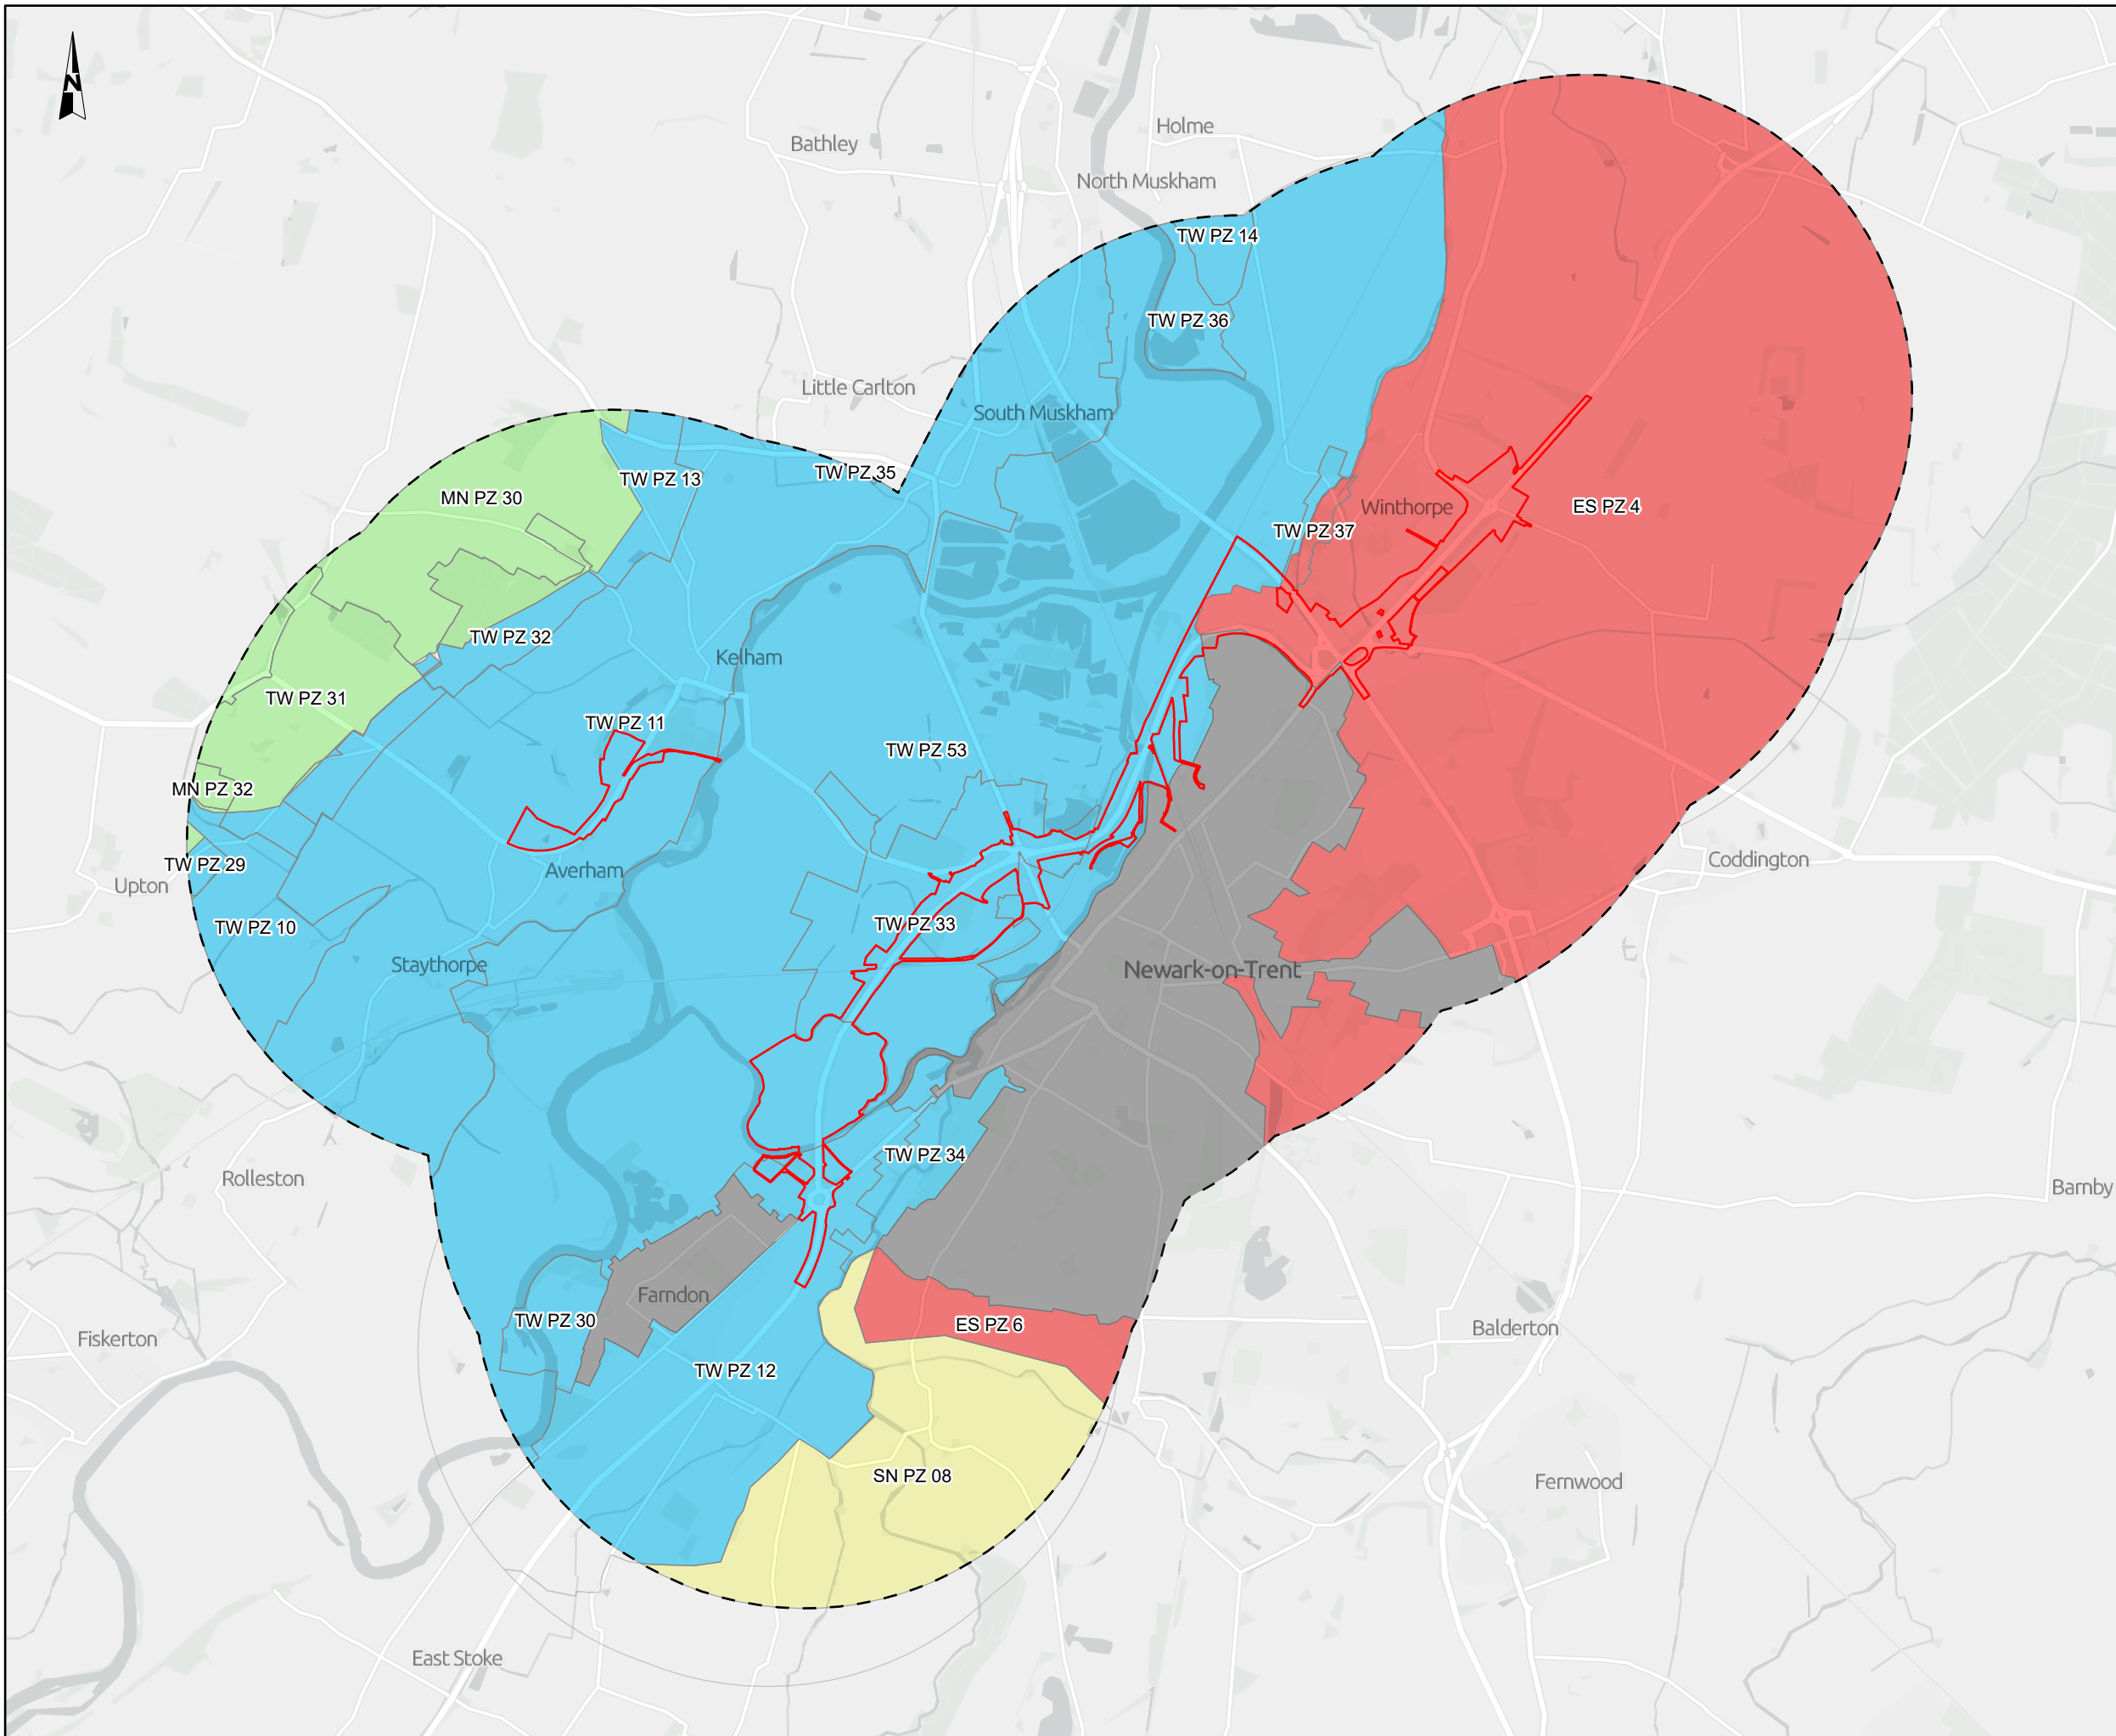 N
Holme
Bathley
North Muskham
TW PZ 14
TW PZ 36
Little Carlton
South Muskham
TW PZ 35
TW PZ 13
MN PZ 30
Winthorpe
ES PZ 4
TW PZ 37
TW PZ 32
Kelham
TW PZ 31
TW PZ 11
TW PZ 53
MN PZ 32
TW PZ 29
Upton
Averham
Coddington
TW PZ 10
TW PZ 33
Staythorpe
Newark-on-Trent
TW PZ 34
Rolleston
Barnby
Farndon
TW PZ 30
ES PZ 6
Balderton
Fiskerton
TW PZ 12
SN PZ 08
Fernwood
East Stoke